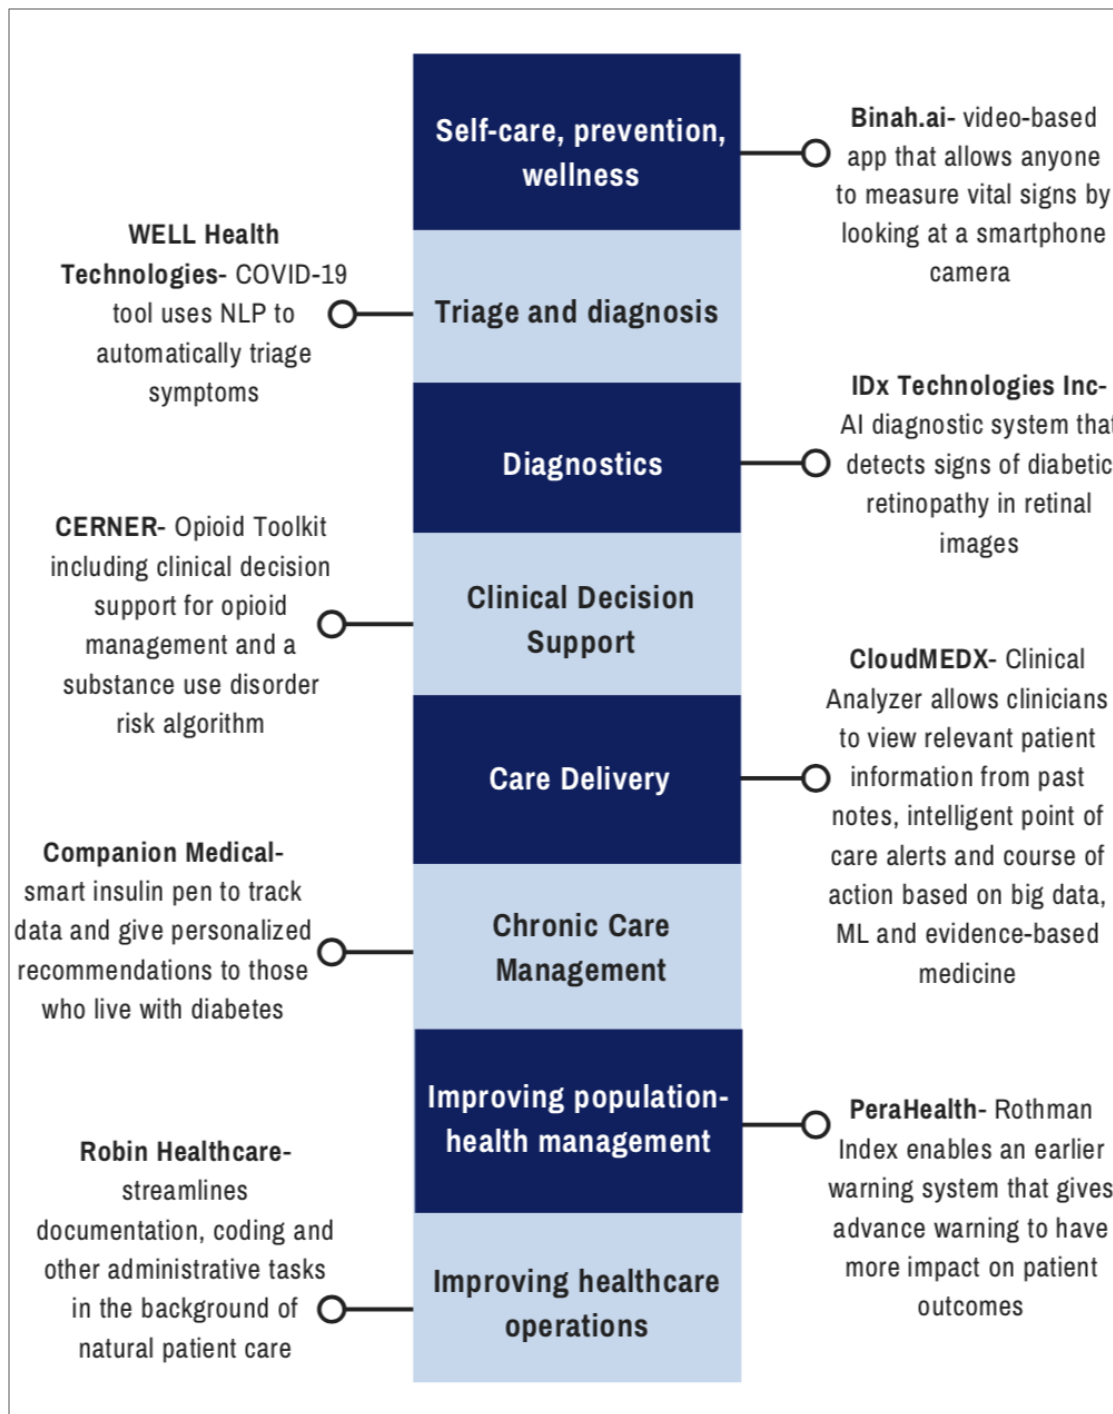 Self-care, prevention,
wellness
Binah.ai- video-based
app that allows anyone
to measure vital signs by
looking at a smartphone
camera
WELL Health
Technologies- COVID-19
tool uses NLP to
automatically triage
symptoms
Triage and diagnosis
Diagnostics
IDx Technologies Inc-
AI diagnostic system that
detects signs of diabetic
retinopathy in retinal
images
CERNER- Opioid Toolkit
including clinical decision
support for opioid
management and a
substance use disorder
risk algorithm
Clinical Decision
Support
Care Delivery
CloudMEDX- Clinical
Analyzer allows clinicians
to view relevant patient
information from past
notes, intelligent point of
care alerts and course of
action based on big data,
ML and evidence-based
medicine
Companion Medical-
smart insulin pen to track
data and give personalized
recommendations to those
who live with diabetes
Chronic Care
Management
Improving population-
health management
PeraHealth- Rothman
Index enables an earlier
warning system that gives
advance warning to have
more impact on patient
outcomes
Robin Healthcare-
streamlines
documentation, coding and
other administrative tasks
in the background of
natural patient care
Improving healthcare
operations